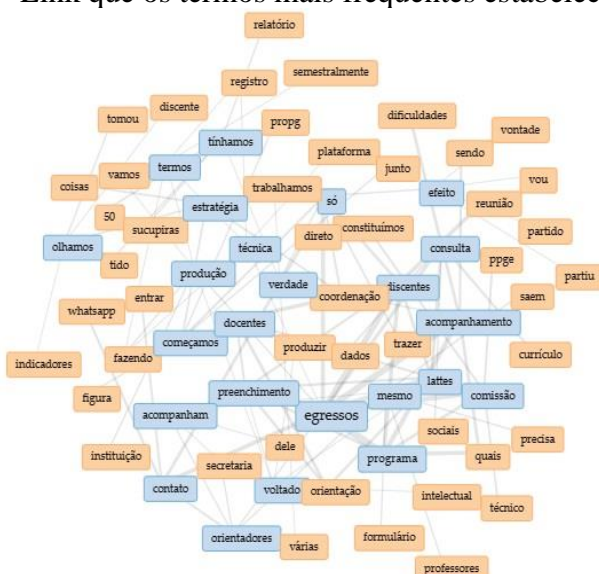 Link que os termos mais frequentes estabelec
relatório
registro
semestralmente
dificuldades
discente
tomou
propg
vontade
tínhamos
sendo
plataforma
junto
termos
vamos
vou
coisas
trabalhamos
efeito
só
reunião
estratégia
50
sucupiras
constituímos
direto
partido
olhamos
técnica
consulta
tido
ppge
produção
partiu
verdade
discentes
coordenação
entrar
saem
whatsapp
docentes
acompanhamento
começamos
produzir
trazer
dados
currículo
fazendo
indicadores
lattes
preenchimento
mesmo
comissão
figura
acompanham
egressos
sociais
precisa
dele
instituição
quais
programa
secretaria
contato
voltado
orientação
intelectual
técnico
orientadores
formulário
várias
professores